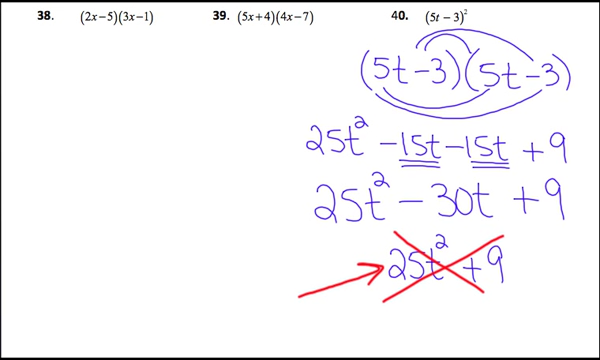 38. (2x−5)(3x−1) 39. (5x+4)(4x−7) 40. (5t − 3)²
(5t −3)(5t −3)
25t² −15t −15t +9
25t² − 30t +9
25t² +9